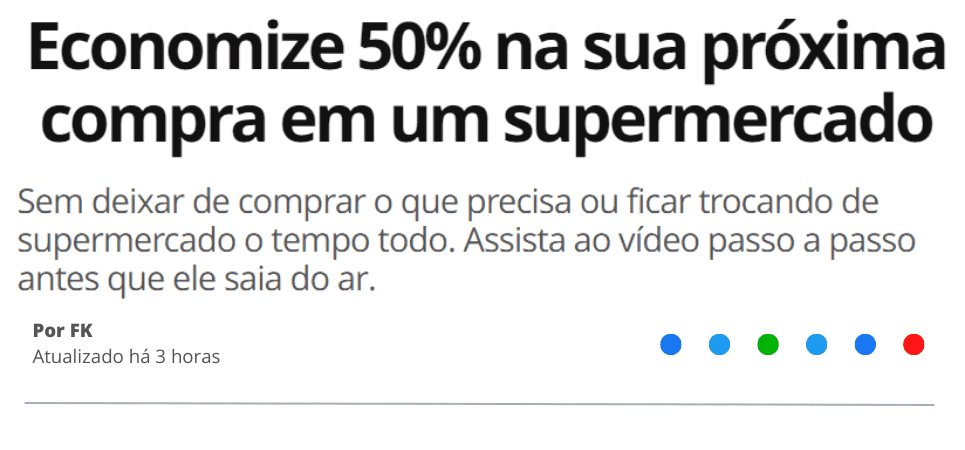 Economize 50% na sua próxima
compra em um supermercado
Sem deixar de comprar o que precisa ou ficar trocando de
supermercado o tempo todo. Assista ao vídeo passo a passo
antes que ele saia do ar.
Por FK
Atualizado há 3 horas